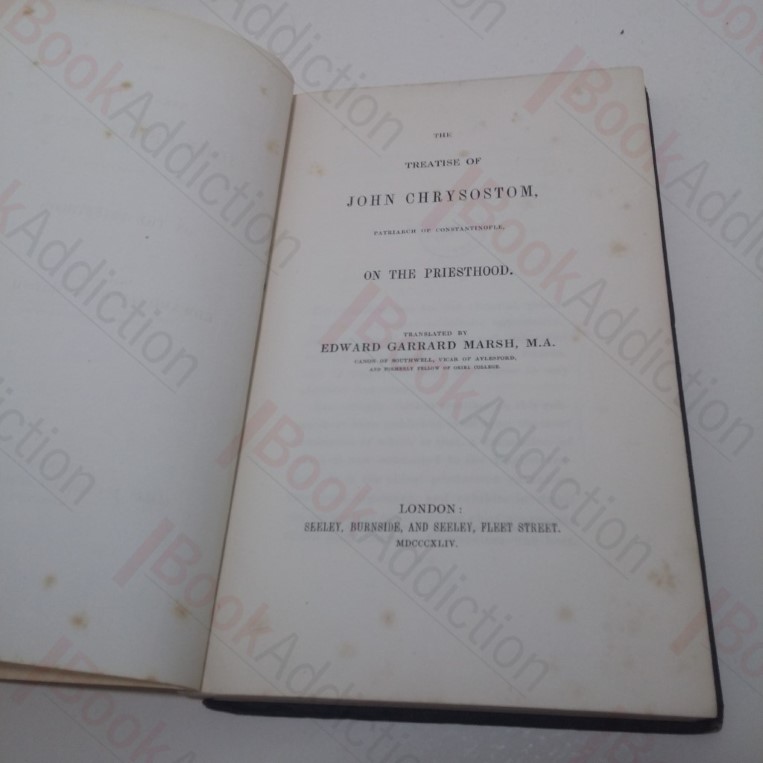 THE
TREATISE OF
JOHN CHRYSOSTOM,
PATRIARCH OF CONSTANTINOPLE,
ON THE PRIESTHOOD.
TRANSLATED BY
EDWARD GARRARD MARSH, M.A.
CANON OF SOUTHWELL, VICAR OF AYLESFORD,
AND FORMERLY FELLOW OF ORIEL COLLEGE.
LONDON:
SEELEY, BURNSIDE, AND SEELEY, FLEET STREET.
MDCCCXLIV.
BookAddiction